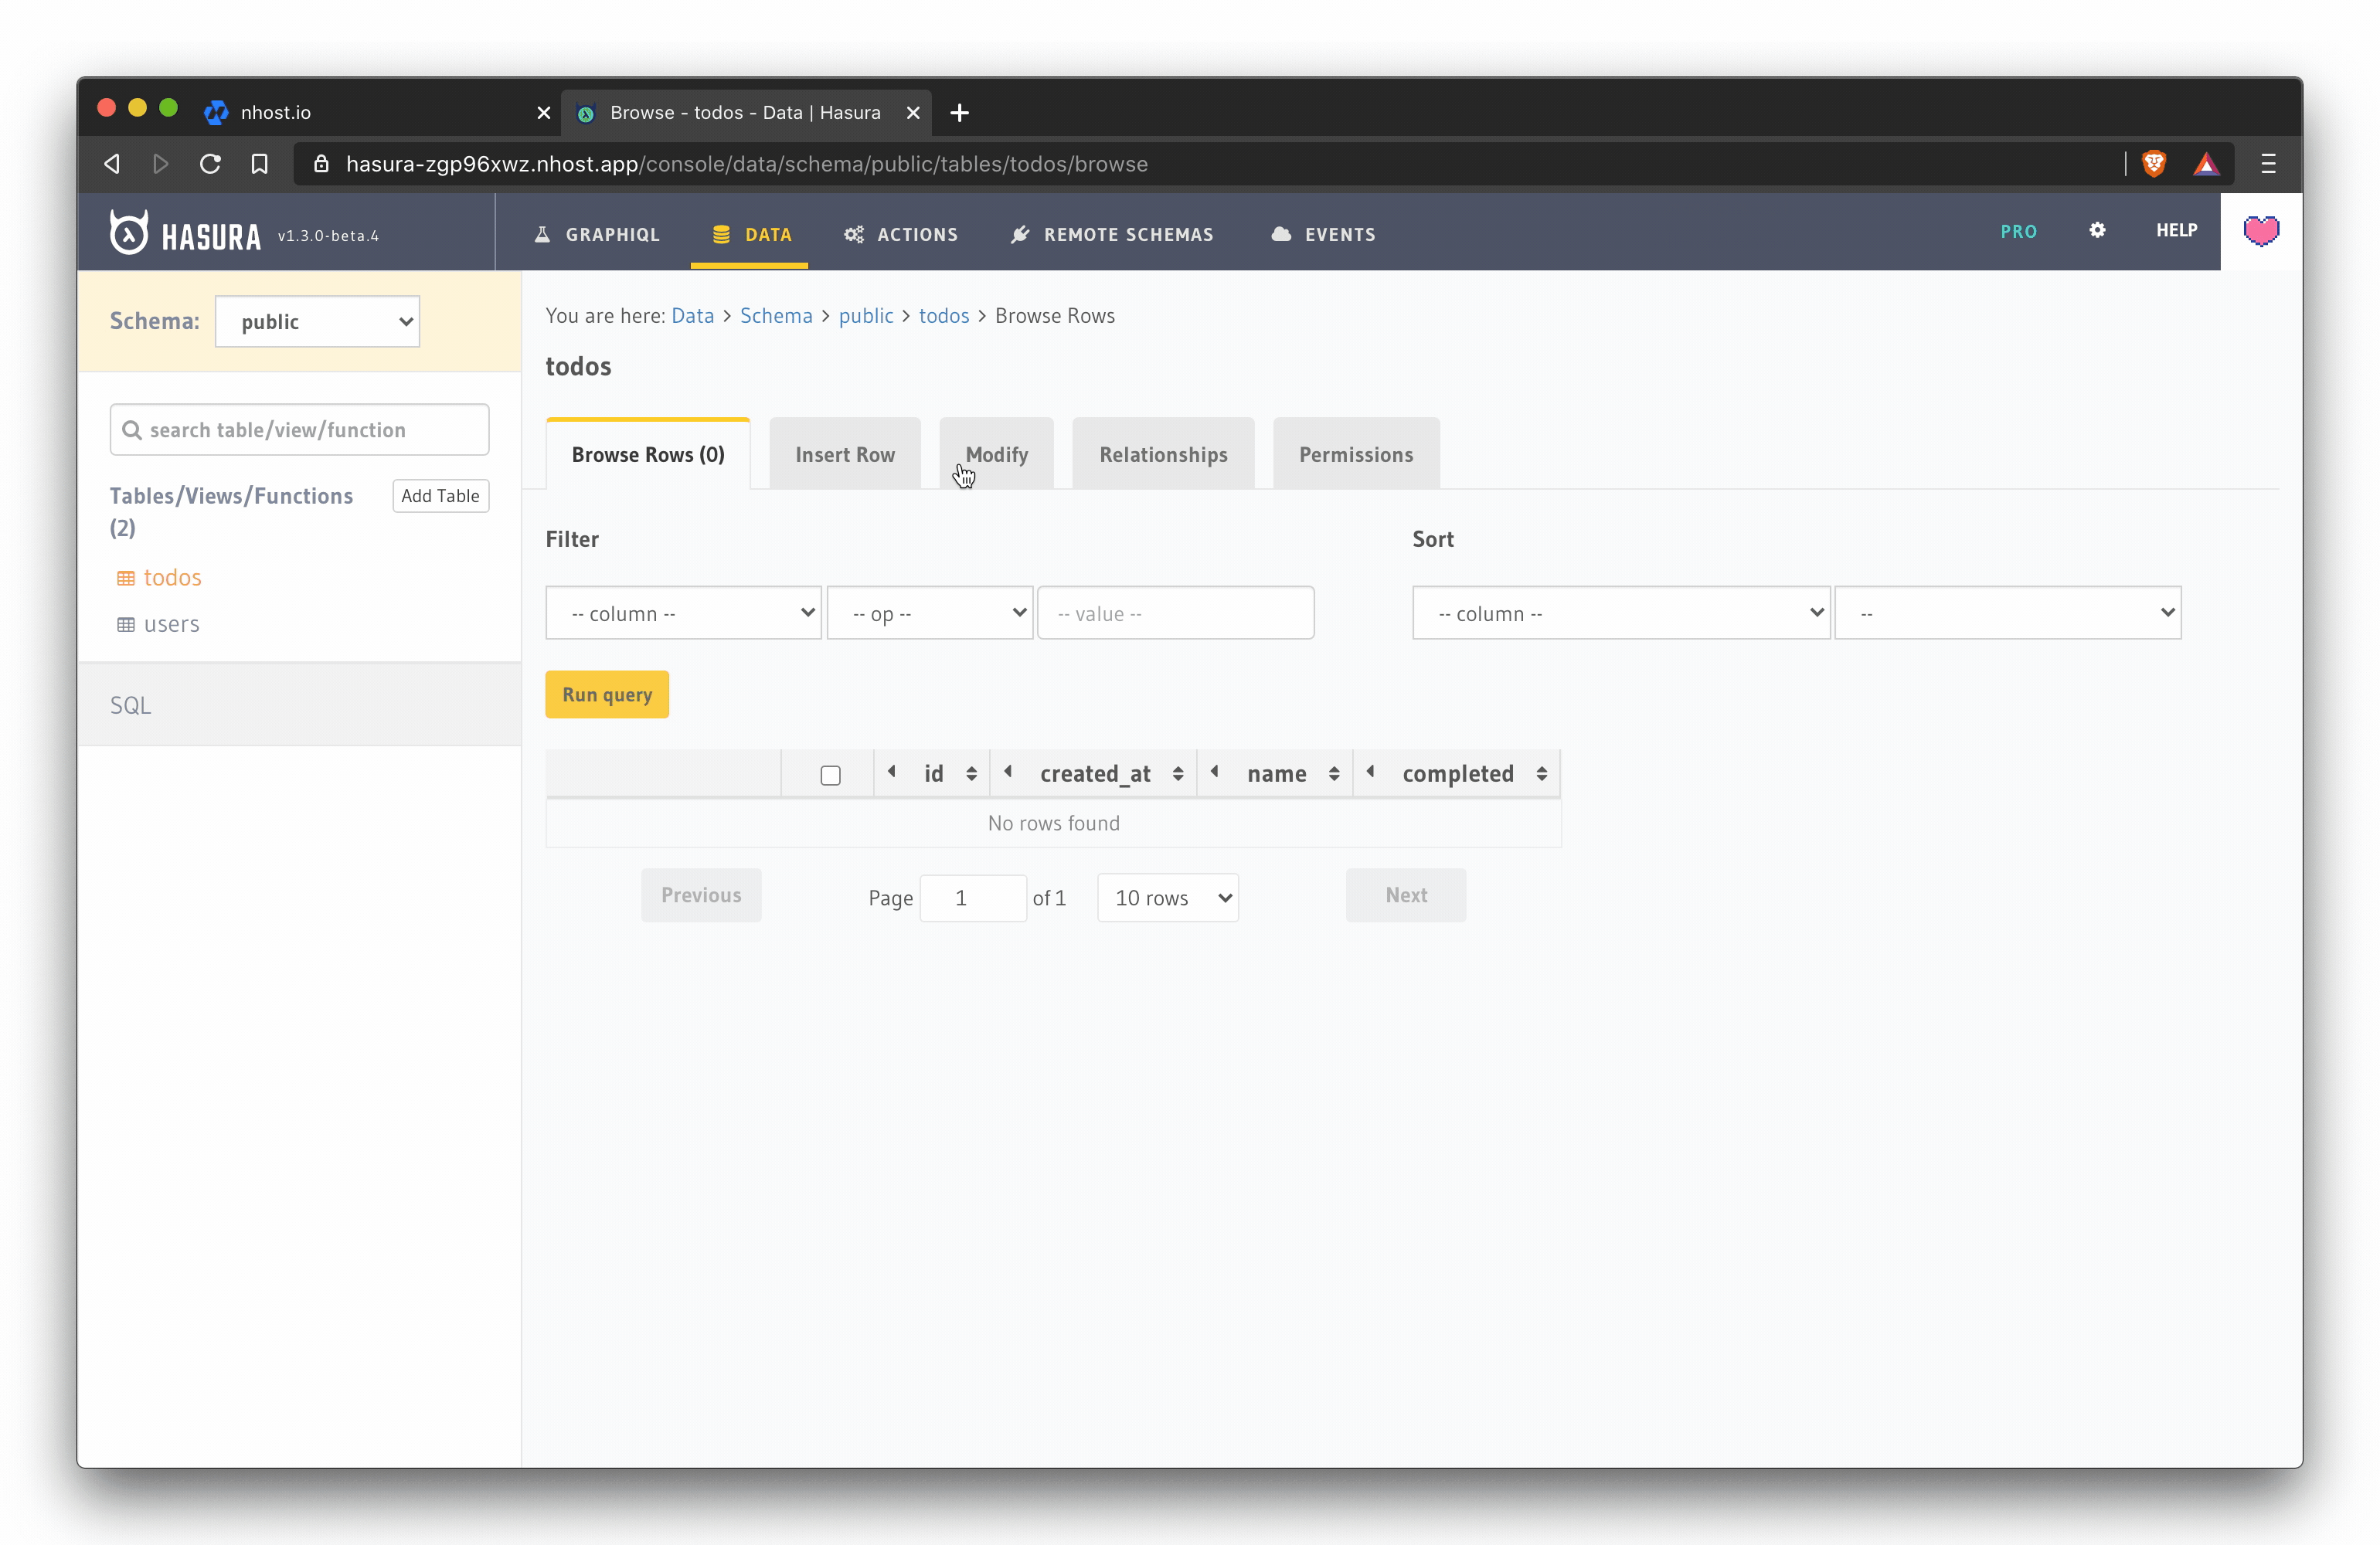 nhost.io
Browse - todos - Data | Hasura
hasura-zgp96xwz.nhost.app/console/data/schema/public/tables/todos/browse
HASURA v1.3.0-beta.4
GRAPHIQL DATA ACTIONS REMOTE SCHEMAS EVENTS PRO HELP
Schema: public
search table/view/function
Tables/Views/Functions (2)
Add Table
todos
users
SQL
You are here: Data > Schema > public > todos > Browse Rows
todos
Browse Rows (0) Insert Row Modify Relationships Permissions
Filter Sort
-- column -- -- op -- -- value -- -- column -- --
Run query
id created_at name completed
No rows found
Previous Page 1 of 1 10 rows Next